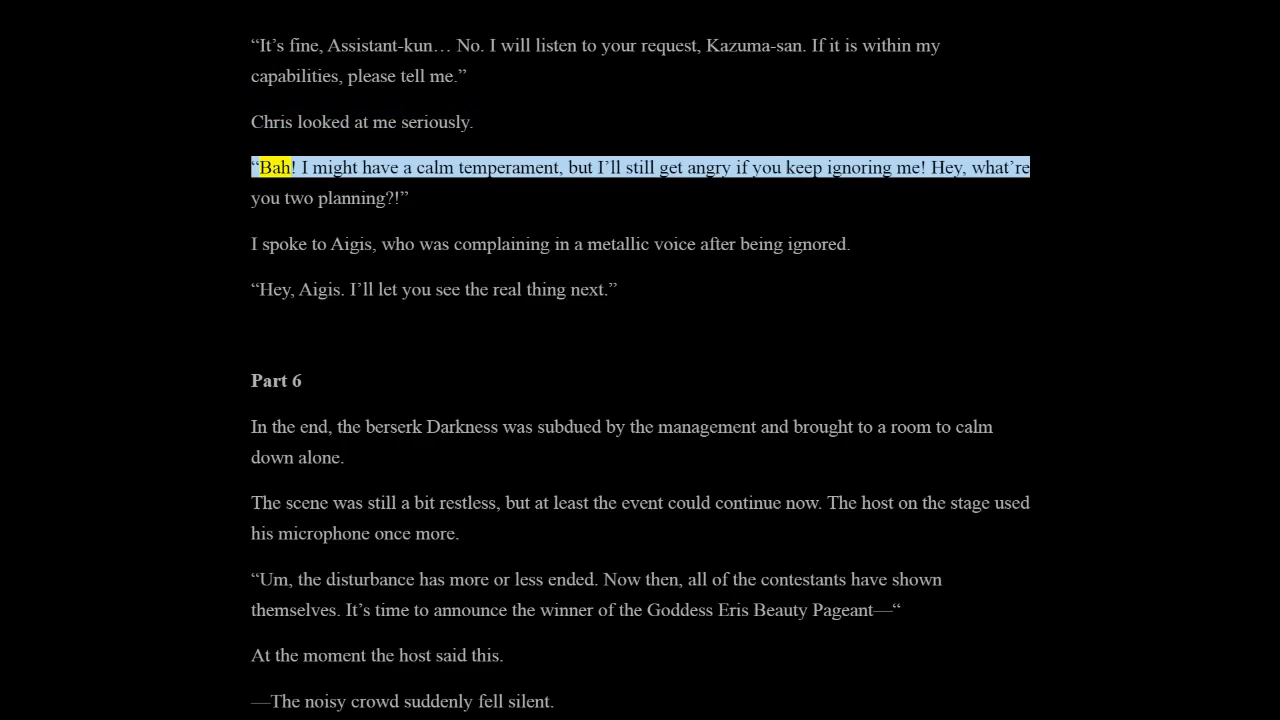 “It’s fine, Assistant-kun… No. I will listen to your request, Kazuma-san. If it is within my
capabilities, please tell me.”
Chris looked at me seriously.
“Bah! I might have a calm temperament, but I’ll still get angry if you keep ignoring me! Hey, what’re
you two planning?!”
I spoke to Aigis, who was complaining in a metallic voice after being ignored.
“Hey, Aigis. I’ll let you see the real thing next.”
Part 6
In the end, the berserk Darkness was subdued by the management and brought to a room to calm
down alone.
The scene was still a bit restless, but at least the event could continue now. The host on the stage used
his microphone once more.
“Um, the disturbance has more or less ended. Now then, all of the contestants have shown
themselves. It’s time to announce the winner of the Goddess Eris Beauty Pageant—“
At the moment the host said this.
—The noisy crowd suddenly fell silent.